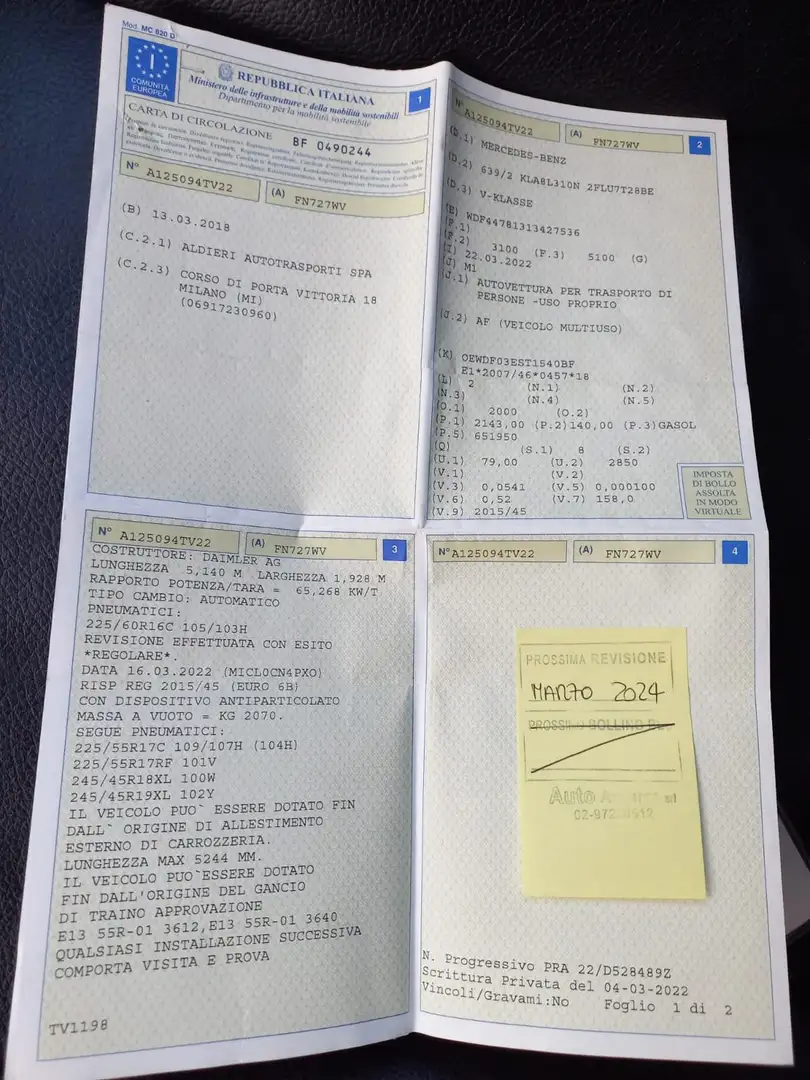 Mod. MC 820 D
I
COMUNITÀ
EUROPEA
REPUBBLICA ITALIANA
Ministero delle infrastrutture e della mobilità sostenibili
Dipartimento per la mobilità sostenibile
1
CARTA DI CIRCOLAZIONE BF 0490244
N° A125094TV22 (A) FN727WV
(B) 13.03.2018
(C.2.1) ALDIERI AUTOTRASPORTI SPA
(C.2.3) CORSO DI PORTA VITTORIA 18
MILANO (MI)
(06917230960)
N° A125094TV22 (A) FN727WV 2
(D.1) MERCEDES-BENZ
(D.2) 639/2 KLA8L310N 2FLU7T28BE
(D.3) V-KLASSE
(E) WDF44781313427536
(F.1)
(F.2) 3100 (F.3) 5100 (G)
(I) 22.03.2022
(J) M1
(J.1) AUTOVETTURA PER TRASPORTO DI
PERSONE -USO PROPRIO
(J.2) AF (VEICOLO MULTIUSO)
(K) OEWDF03EST1540BF
E1*2007/46*0457*18
(L) 2 (N.1) (N.2)
(N.3) (N.4) (N.5)
(O.1) 2000 (O.2)
(P.1) 2143,00 (P.2)140,00 (P.3)GASOL
(P.5) 651950
(Q) (S.1) 8 (S.2)
(U.1) 79,00 (U.2) 2850
(V.1) (V.2)
(V.3) 0,0541 (V.5) 0,000100
(V.6) 0,52 (V.7) 158,0
(V.9) 2015/45
IMPOSTA
DI BOLLO
ASSOLTA
IN MODO
VIRTUALE
N° A125094TV22 (A) FN727WV 3
COSTRUTTORE: DAIMLER AG
LUNGHEZZA 5,140 M LARGHEZZA 1,928 M
RAPPORTO POTENZA/TARA = 65,268 KW/T
TIPO CAMBIO: AUTOMATICO
PNEUMATICI:
225/60R16C 105/103H
REVISIONE EFFETTUATA CON ESITO
*REGOLARE*.
DATA 16.03.2022 (MICL0CN4PXO)
RISP REG 2015/45 (EURO 6B)
CON DISPOSITIVO ANTIPARTICOLATO
MASSA A VUOTO = KG 2070.
SEGUE PNEUMATICI:
225/55R17C 109/107H (104H)
225/55R17RF 101V
245/45R18XL 100W
245/45R19XL 102Y
IL VEICOLO PUO` ESSERE DOTATO FIN
DALL` ORIGINE DI ALLESTIMENTO
ESTERNO DI CARROZZERIA.
LUNGHEZZA MAX 5244 MM.
IL VEICOLO PUO`ESSERE DOTATO
FIN DALL'ORIGINE DEL GANCIO
DI TRAINO APPROVAZIONE
E13 55R-01 3612,E13 55R-01 3640
QUALSIASI INSTALLAZIONE SUCCESSIVA
COMPORTA VISITA E PROVA
TV1198
N° A125094TV22 (A) FN727WV 4
PROSSIMA REVISIONE
MARZO 2024
PROSSIMO BOLLINO
Auto srl
N. Progressivo PRA 22/D528489Z
Scrittura Privata del 04-03-2022
Vincoli/Gravami:No Foglio 1 di 2